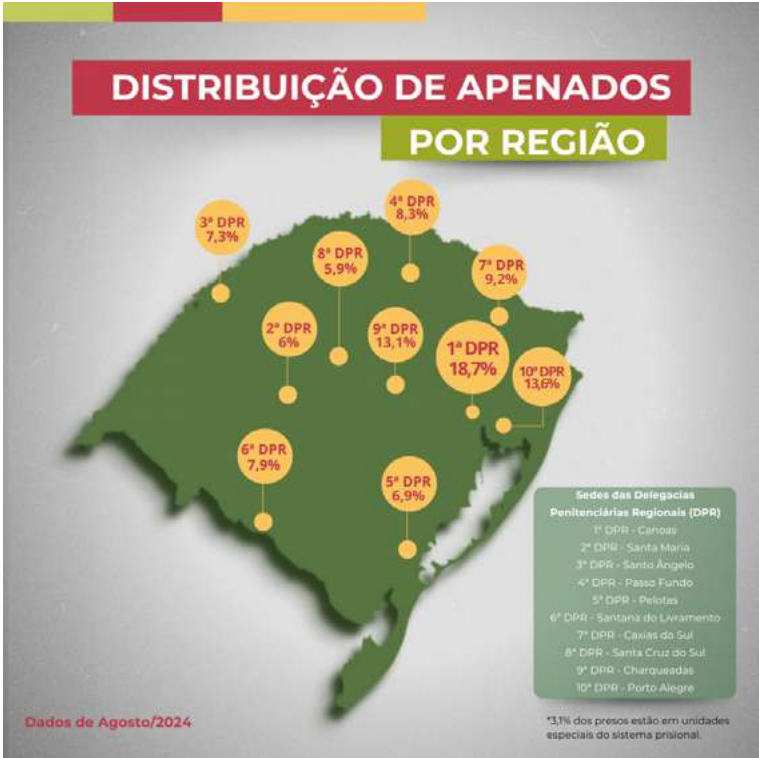 DISTRIBUIÇÃO DE APENADOS
POR REGIÃO
4ª DPR
8,3%
3ª DPR
7,3%
8ª DPR
5,9%
7ª DPR
9,2%
2ª DPR
6%
9ª DPR
13,1%
1ª DPR
18,7%
10ª DPR
13,6%
6ª DPR
7,9%
5ª DPR
6,9%
Sedes das Delegacias
Penitenciárias Regionais (DPR)
1ª DPR - Canoas
2ª DPR - Santa Maria
3ª DPR - Santo Ângelo
4ª DPR - Passo Fundo
5ª DPR - Pelotas
6ª DPR - Santana do Livramento
7ª DPR - Caxias do Sul
8ª DPR - Santa Cruz do Sul
9ª DPR - Charqueadas
10ª DPR - Porto Alegre
Dados de Agosto/2024
*3,1% dos presos estão em unidades
especiais do sistema prisional.